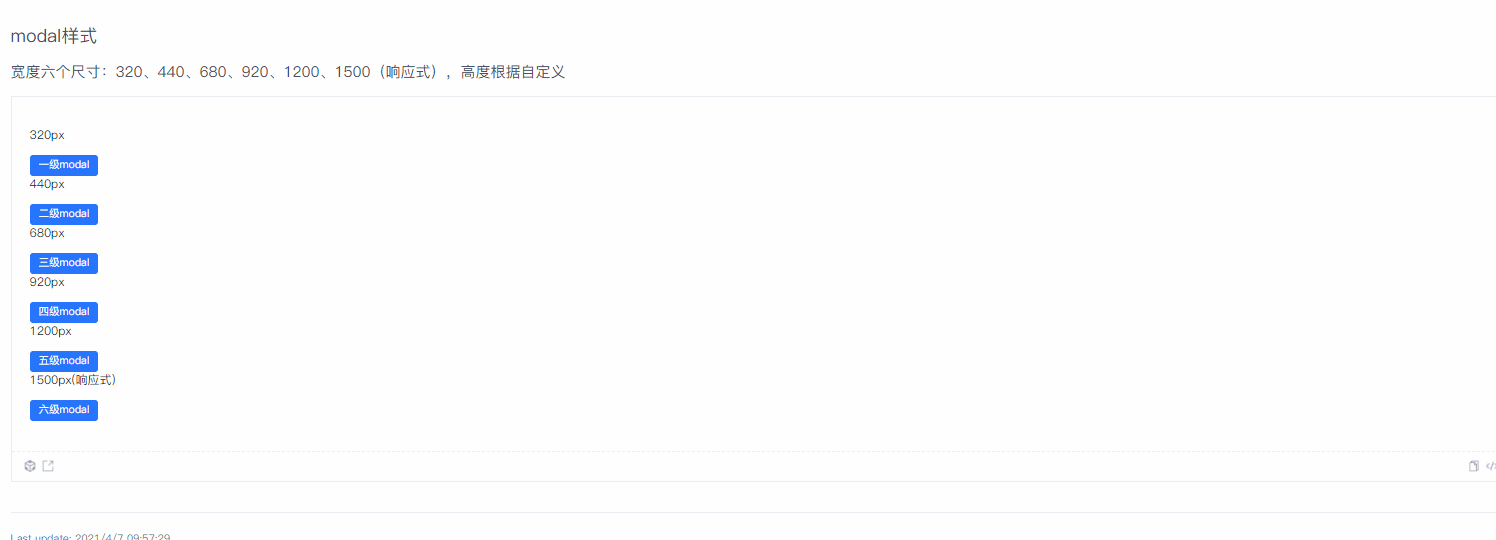 modal样式
宽度六个尺寸：320、440、680、920、1200、1500（响应式），高度根据自定义
320px
一级modal
440px
二级modal
680px
三级modal
920px
四级modal
1200px
五级modal
1500px(响应式)
六级modal
Last update: 2021/4/7 09:57:29